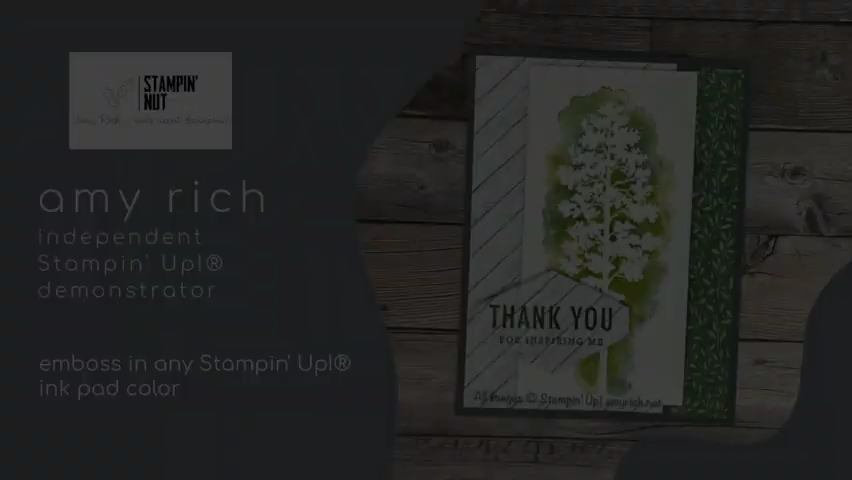 STAMPIN'
NUT
amy rich
independent
Stampin' Up!®
demonstrator
emboss in any Stampin' Up!®
ink pad color
THANK YOU
FOR INSPIRING ME
All images © Stampin' Up! amyrich.net